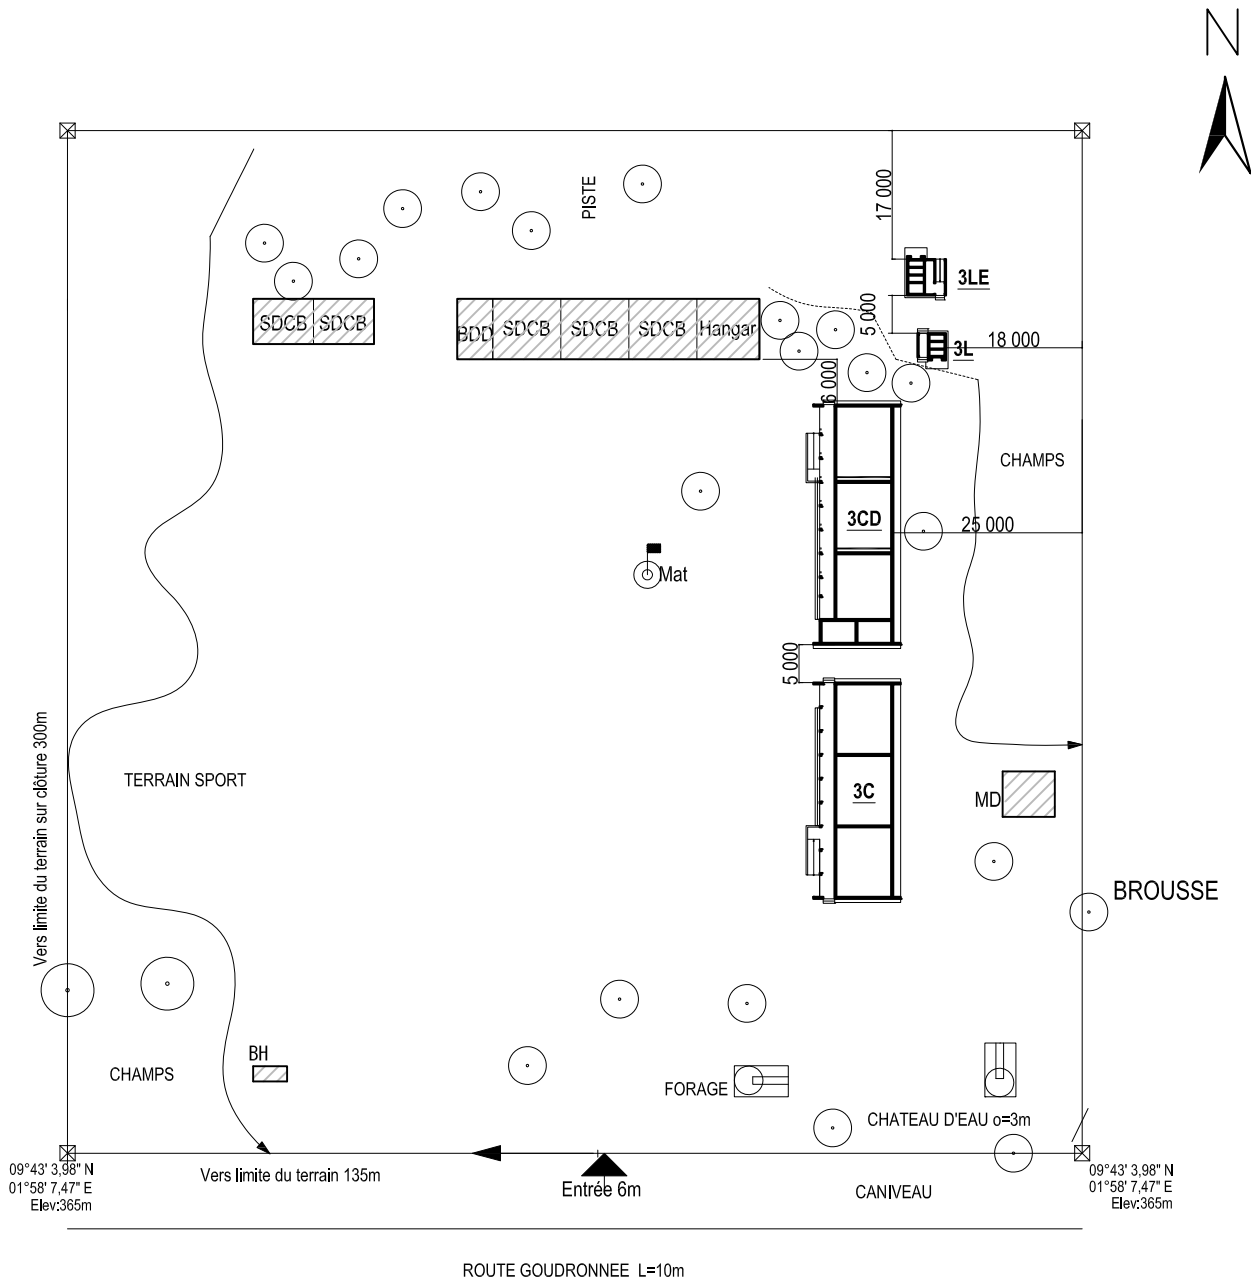 N
17 000
PISTE
3LE
5 000
SDCB
SDCB
BDD
SDCB
SDCB
SDCB
Hangar
3L
18 000
6 000
CHAMPS
3CD
25 000
Mat
5 000
Vers limite du terrain sur clôture 300m
TERRAIN SPORT
3C
MD
BROUSSE
BH
CHAMPS
FORAGE
CHATEAU D'EAU o=3m
09°43' 3,98" N
01°58' 7,47" E
Elev:365m
Vers limite du terrain 135m
Entrée 6m
CANIVEAU
09°43' 3,98" N
01°58' 7,47" E
Elev:365m
ROUTE GOUDRONNEE L=10m